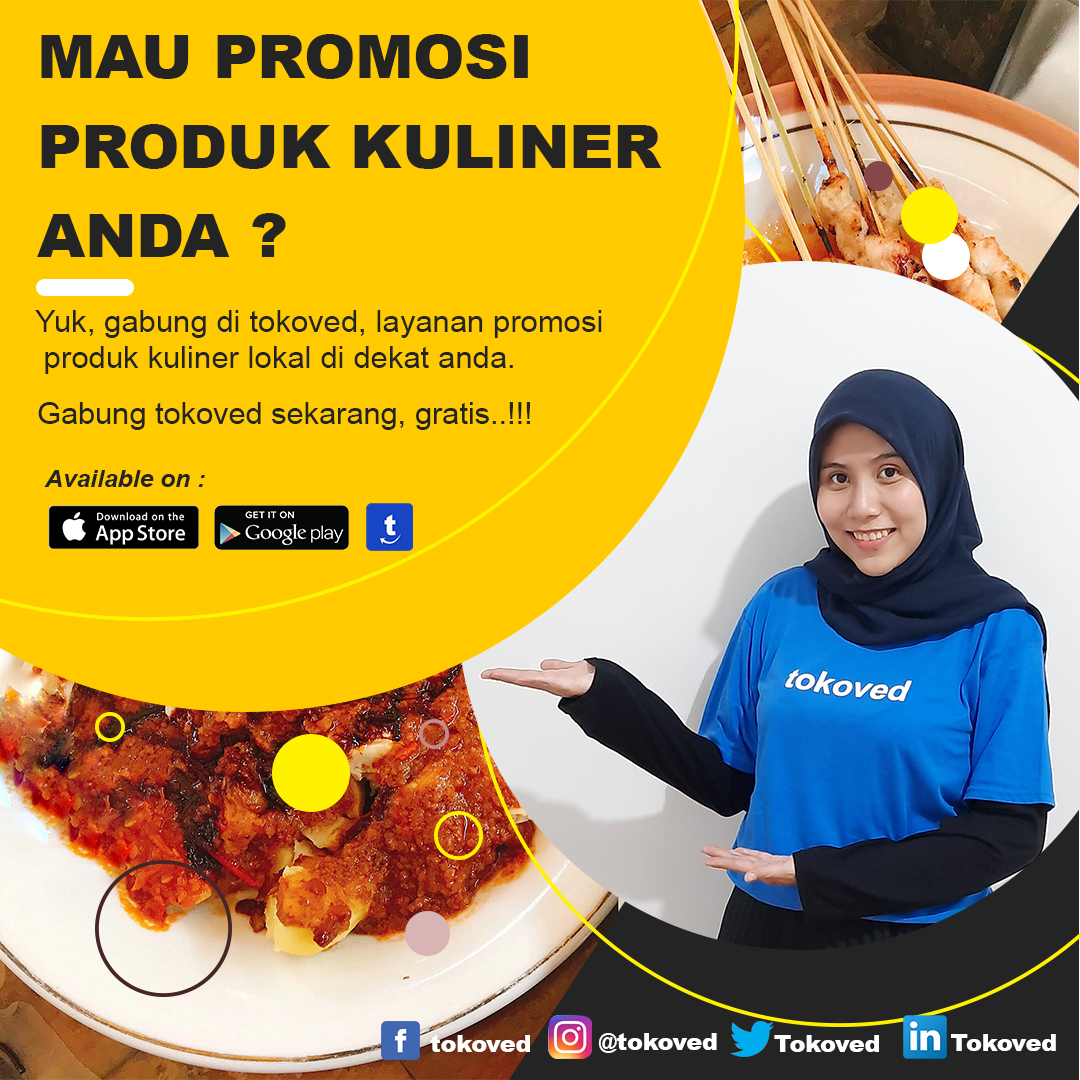 MAU PROMOSI
PRODUK KULINER
ANDA ?
Yuk, gabung di tokoved, layanan promosi
produk kuliner lokal di dekat anda.
Gabung tokoved sekarang, gratis..!!!
Available on :
Download on the
App Store
GET IT ON
Google play
t
tokoved
f tokoved
@tokoved
Tokoved
in Tokoved